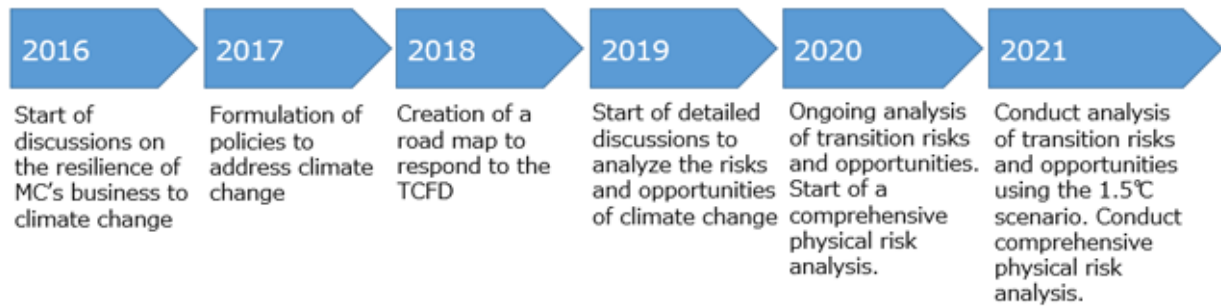 2016
Start of
discussions on
the resilience of
MC's business to
climate change
2017
Formulation of
policies to
address climate
change
2018
Creation of a
road map to
respond to the
TCFD
2019
Start of detailed
discussions to
analyze the risks
and opportunities
of climate change
2020
Ongoing analysis
of transition risks
and opportunities.
Start of a
comprehensive
physical risk
analysis.
2021
Conduct analysis
of transition risks
and opportunities
using the 1.5℃
scenario. Conduct
comprehensive
physical risk
analysis.